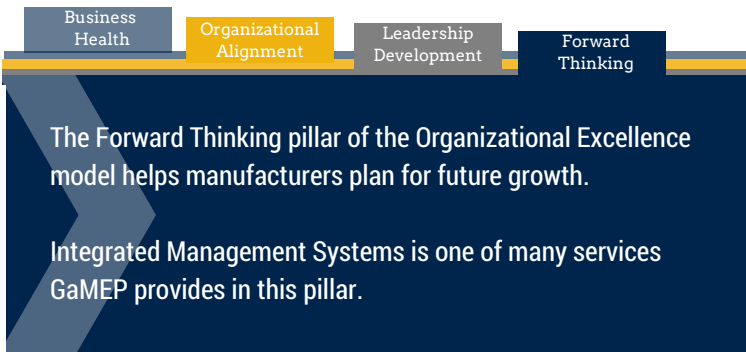 Business
Health
Organizational
Alignment
Leadership
Development
Forward
Thinking
The Forward Thinking pillar of the Organizational Excellence
model helps manufacturers plan for future growth.
Integrated Management Systems is one of many services
GaMEP provides in this pillar.